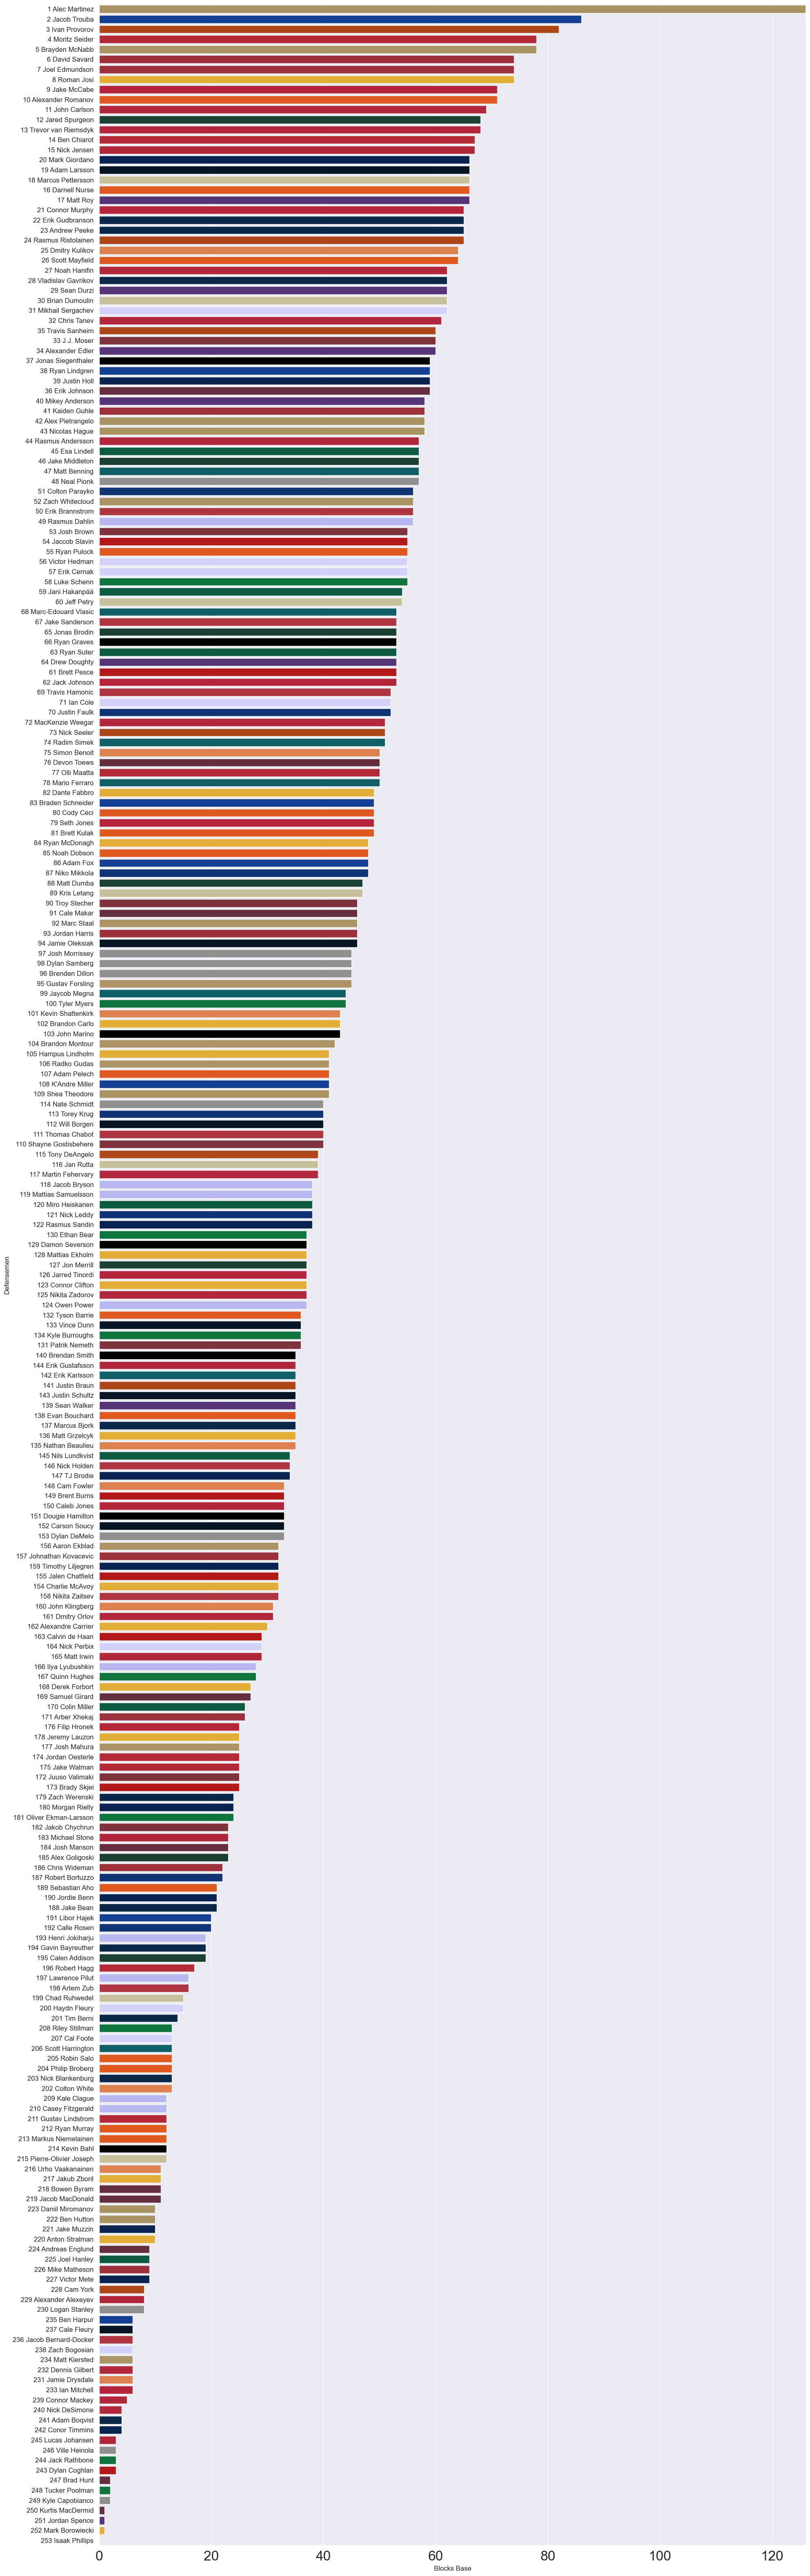 1 Alec Martinez
2 Jacob Trouba
3 Ivan Provorov
4 Moritz Seider
5 Brayden McNabb
6 David Savard
7 Joel Edmundson
8 Roman Josi
9 Jake McCabe
10 Alexander Romanov
11 John Carlson
12 Jared Spurgeon
13 Trevor van Riemsdyk
14 Ben Chiarot
15 Nick Jensen
20 Mark Giordano
19 Adam Larsson
18 Marcus Pettersson
16 Darnell Nurse
17 Matt Roy
21 Connor Murphy
22 Erik Gudbranson
23 Andrew Peeke
24 Rasmus Ristolainen
25 Dmitry Kulikov
26 Scott Mayfield
27 Noah Hanifin
28 Vladislav Gavrikov
29 Sean Durzi
30 Brian Dumoulin
31 Mikhail Sergachev
32 Chris Tanev
35 Travis Sanheim
33 J.J. Moser
34 Alexander Edler
37 Jonas Siegenthaler
38 Ryan Lindgren
39 Justin Holl
36 Erik Johnson
40 Mikey Anderson
41 Kaiden Guhle
42 Alex Pietrangelo
43 Nicolas Hague
44 Rasmus Andersson
45 Esa Lindell
46 Jake Middleton
47 Matt Benning
48 Neal Pionk
51 Colton Parayko
52 Zach Whitecloud
50 Erik Brannstrom
49 Rasmus Dahlin
53 Josh Brown
54 Jaccob Slavin
55 Ryan Pulock
56 Victor Hedman
57 Erik Cernak
58 Luke Schenn
59 Jani Hakanpää
60 Jeff Petry
68 Marc-Edouard Vlasic
67 Jake Sanderson
65 Jonas Brodin
66 Ryan Graves
63 Ryan Suter
64 Drew Doughty
61 Brett Pesce
62 Jack Johnson
69 Travis Hamonic
71 Ian Cole
70 Justin Faulk
72 MacKenzie Weegar
73 Nick Seeler
74 Radim Simek
75 Simon Benoit
76 Devon Toews
77 Olli Maatta
78 Mario Ferraro
82 Dante Fabbro
83 Braden Schneider
80 Cody Ceci
79 Seth Jones
81 Brett Kulak
84 Ryan McDonagh
85 Noah Dobson
86 Adam Fox
87 Niko Mikkola
88 Matt Dumba
89 Kris Letang
90 Troy Stecher
91 Cale Makar
92 Marc Staal
93 Jordan Harris
94 Jamie Oleksiak
97 Josh Morrissey
98 Dylan Samberg
96 Brenden Dillon
95 Gustav Forsling
99 Jaycob Megna
100 Tyler Myers
101 Kevin Shattenkirk
102 Brandon Carlo
103 John Marino
104 Brandon Montour
105 Hampus Lindholm
106 Radko Gudas
107 Adam Pelech
108 K'Andre Miller
109 Shea Theodore
114 Nate Schmidt
113 Torey Krug
112 Will Borgen
111 Thomas Chabot
110 Shayne Gostisbehere
115 Tony DeAngelo
116 Jan Rutta
117 Martin Fehervary
118 Jacob Bryson
119 Mattias Samuelsson
120 Miro Heiskanen
121 Nick Leddy
122 Rasmus Sandin
130 Ethan Bear
129 Damon Severson
128 Mattias Ekholm
127 Jon Merrill
126 Jarred Tinordi
123 Connor Clifton
125 Nikita Zadorov
124 Owen Power
132 Tyson Barrie
133 Vince Dunn
134 Kyle Burroughs
131 Patrik Nemeth
140 Brendan Smith
144 Erik Gustafsson
142 Erik Karlsson
141 Justin Braun
143 Justin Schultz
139 Sean Walker
138 Evan Bouchard
137 Marcus Bjork
136 Matt Grzelcyk
135 Nathan Beaulieu
145 Nils Lundkvist
146 Nick Holden
147 TJ Brodie
148 Cam Fowler
149 Brent Burns
150 Caleb Jones
151 Dougie Hamilton
152 Carson Soucy
153 Dylan DeMelo
156 Aaron Ekblad
157 Johnathan Kovacevic
159 Timothy Liljegren
155 Jalen Chatfield
154 Charlie McAvoy
158 Nikita Zaitsev
160 John Klingberg
161 Dmitry Orlov
162 Alexandre Carrier
163 Calvin de Haan
164 Nick Perbix
165 Matt Irwin
166 Ilya Lyubushkin
167 Quinn Hughes
168 Derek Forbort
169 Samuel Girard
170 Colin Miller
171 Arber Xhekaj
176 Filip Hronek
178 Jeremy Lauzon
177 Josh Mahura
174 Jordan Oesterle
175 Jake Walman
172 Juuso Valimaki
173 Brady Skjei
179 Zach Werenski
180 Morgan Rielly
181 Oliver Ekman-Larsson
182 Jakob Chychrun
183 Michael Stone
184 Josh Manson
185 Alex Goligoski
186 Chris Wideman
187 Robert Bortuzzo
189 Sebastian Aho
190 Jordie Benn
188 Jake Bean
191 Libor Hajek
192 Calle Rosen
193 Henri Jokiharju
194 Gavin Bayreuther
195 Calen Addison
196 Robert Hagg
197 Lawrence Pilut
198 Artem Zub
199 Chad Ruhwedel
200 Haydn Fleury
201 Tim Berni
208 Riley Stillman
207 Cal Foote
206 Scott Harrington
205 Robin Salo
204 Philip Broberg
203 Nick Blankenburg
202 Colton White
209 Kale Clague
210 Casey Fitzgerald
211 Gustav Lindstrom
212 Ryan Murray
213 Markus Niemelainen
214 Kevin Bahl
215 Pierre-Olivier Joseph
216 Urho Vaakanainen
217 Jakub Zboril
218 Bowen Byram
219 Jacob MacDonald
223 Daniil Miromanov
222 Ben Hutton
221 Jake Muzzin
220 Anton Stralman
224 Andreas Englund
225 Joel Hanley
226 Mike Matheson
227 Victor Mete
228 Cam York
229 Alexander Alexeyev
230 Logan Stanley
235 Ben Harpur
237 Cale Fleury
236 Jacob Bernard-Docker
238 Zach Bogosian
234 Matt Kiersted
232 Dennis Gilbert
231 Jamie Drysdale
233 Ian Mitchell
239 Connor Mackey
240 Nick DeSimone
241 Adam Boqvist
242 Conor Timmins
245 Lucas Johansen
246 Ville Heinola
244 Jack Rathbone
243 Dylan Coghlan
247 Brad Hunt
248 Tucker Poolman
249 Kyle Capobianco
250 Kurtis MacDermid
251 Jordan Spence
252 Mark Borowiecki
253 Isaak Phillips
Defensemen
0 20 40 60 80 100 120
Blocks Base